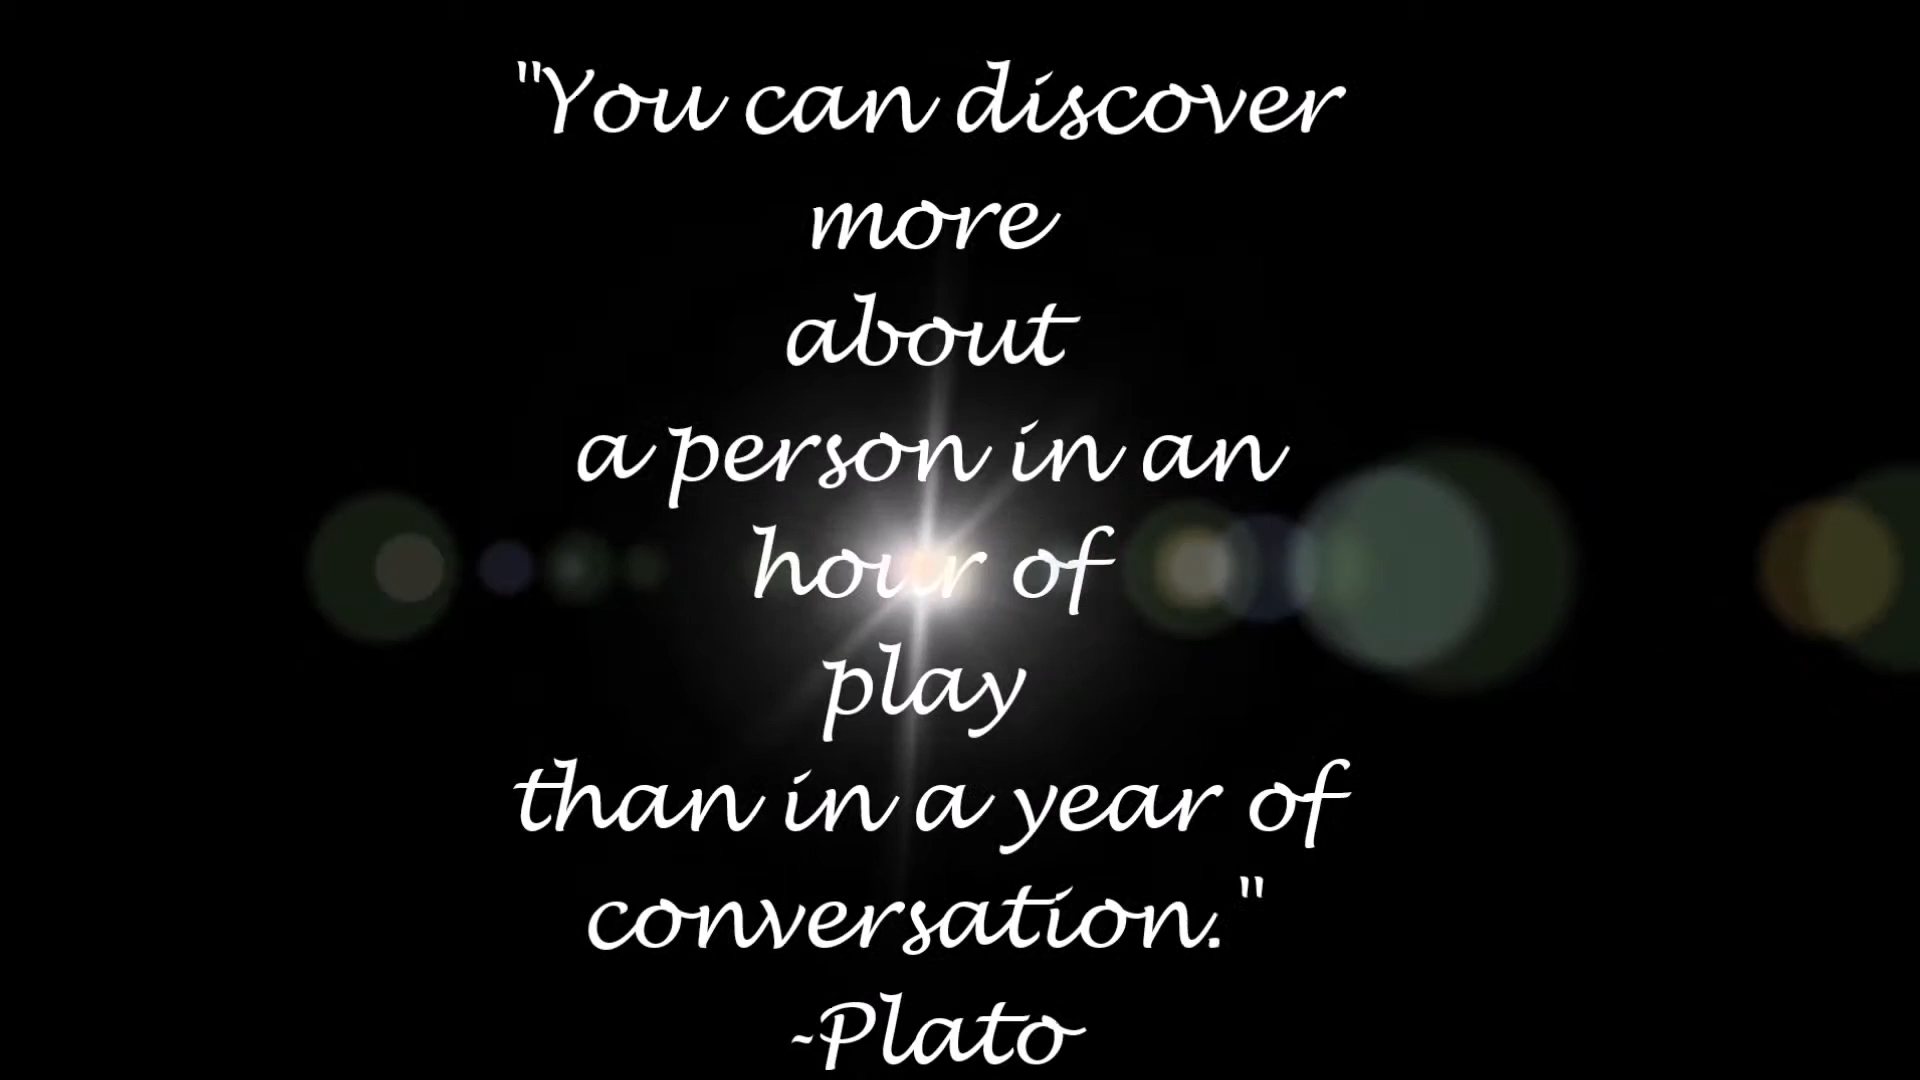 "You can discover
more
about
a person in an
hour of
play
than in a year of
conversation."
-Plato